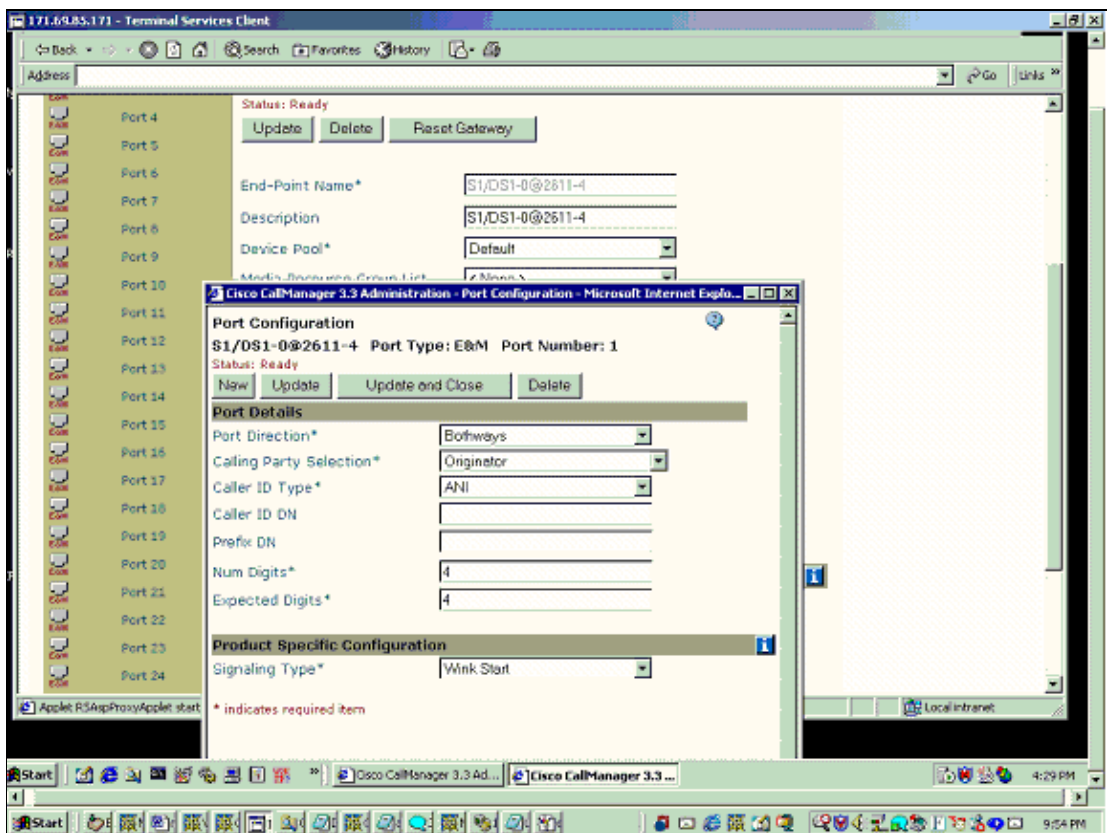 171.69.85.171 - Terminal Services Client
Back Search Favorites History
Address Go Links »
Status: Ready
Update Delete Reset Gateway
End-Point Name* S1/DS1-0@2611-4
Description S1/DS1-0@2611-4
Device Pool* Default
Media Resource Group List < None >
Port 4
Port 5
Port 6
Port 7
Port 8
Port 9
Port 10
Port 11
Port 12
Port 13
Port 14
Port 15
Port 16
Port 17
Port 18
Port 19
Port 20
Port 21
Port 22
Port 23
Port 24
Cisco CallManager 3.3 Administration - Port Configuration - Microsoft Internet Explo...
Port Configuration
S1/DS1-0@2611-4 Port Type: E&M Port Number: 1
Status: Ready
New Update Update and Close Delete
Port Details
Port Direction* Bothways
Calling Party Selection* Originator
Caller ID Type* ANI
Caller ID DN
Prefix DN
Num Digits* 4
Expected Digits* 4
Product Specific Configuration
Signaling Type* Wink Start
* indicates required item
Applet RSAspProxyApplet start Local intranet
Start » Cisco CallManager 3.3 Ad... Cisco CallManager 3.3 ... 4:29 PM
Start 9:54 PM